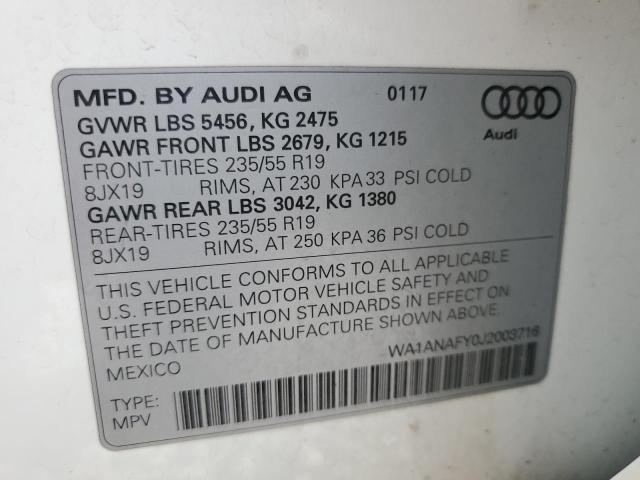 MFD. BY AUDI AG 0117
GVWR LBS 5456, KG 2475
Audi
GAWR FRONT LBS 2679, KG 1215
FRONT-TIRES 235/55 R19
8JX19 RIMS, AT 230 KPA 33 PSI COLD
GAWR REAR LBS 3042, KG 1380
REAR-TIRES 235/55 R19
8JX19 RIMS, AT 250 KPA 36 PSI COLD
THIS VEHICLE CONFORMS TO ALL APPLICABLE
U.S. FEDERAL MOTOR VEHICLE SAFETY AND
THEFT PREVENTION STANDARDS IN EFFECT ON
THE DATE OF MANUFACTURE SHOWN ABOVE.
MEXICO WA1ANAFY0J2003716
TYPE:
MPV